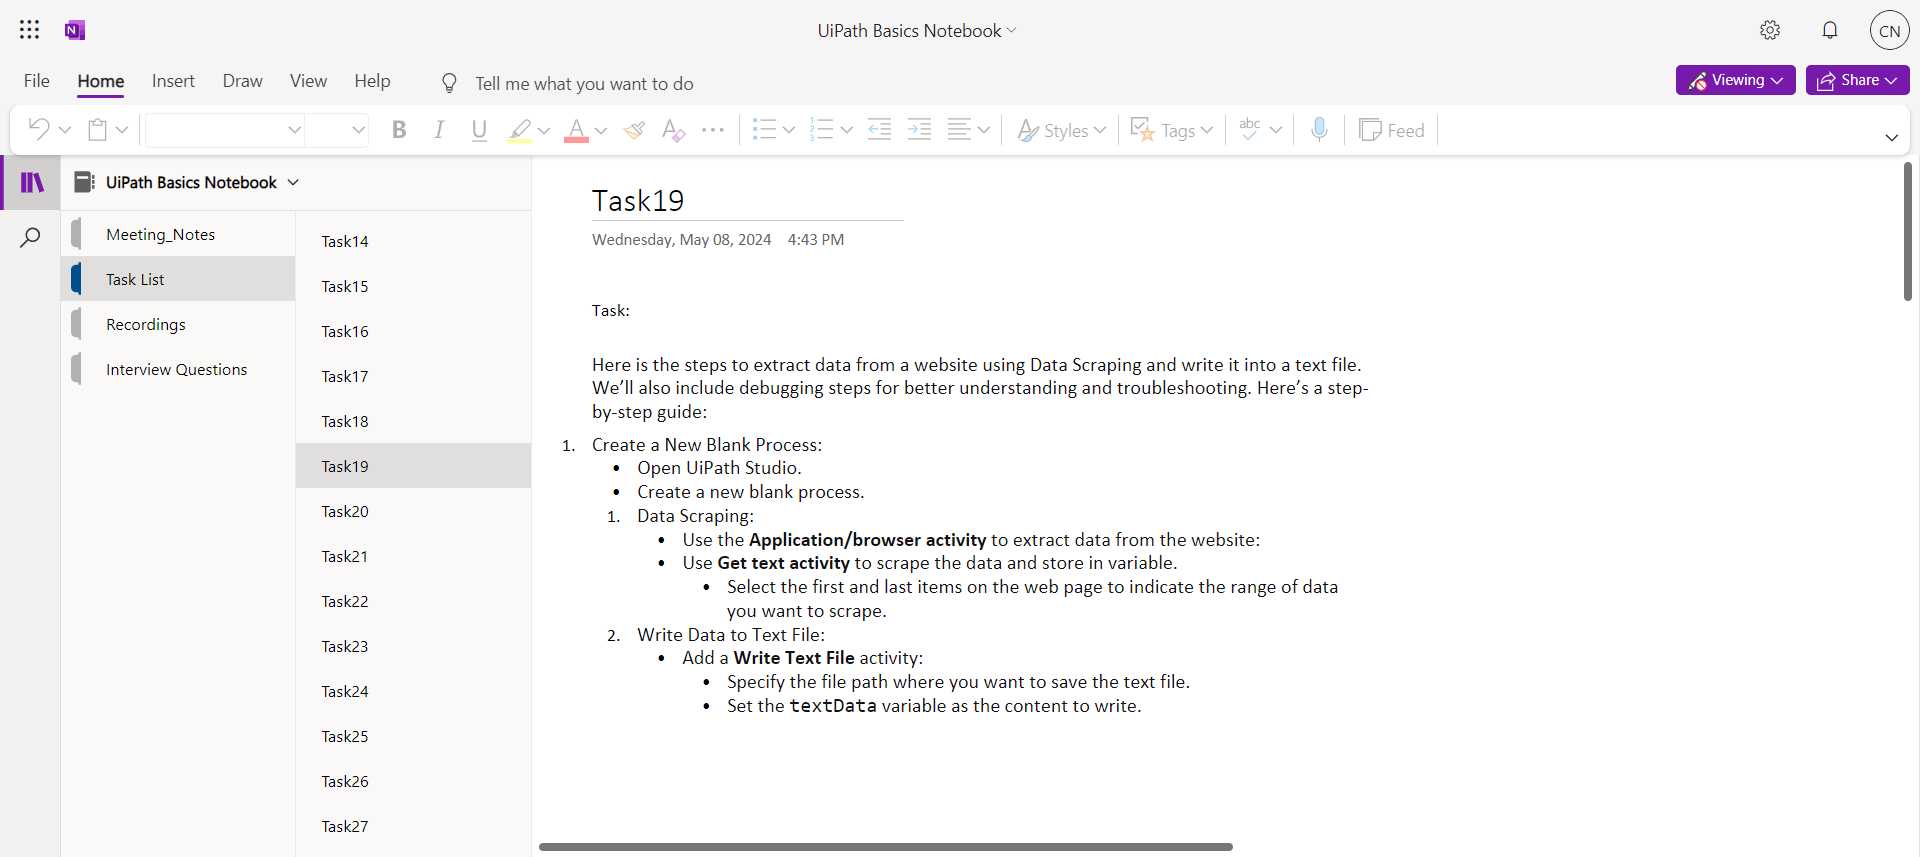 UiPath Basics Notebook
CN
File Home Insert Draw View Help Tell me what you want to do
Viewing Share
B I U A A Styles Tags abc Feed
UiPath Basics Notebook
Meeting_Notes
Task List
Recordings
Interview Questions
Task14
Task15
Task16
Task17
Task18
Task19
Task20
Task21
Task22
Task23
Task24
Task25
Task26
Task27
Task19
Wednesday, May 08, 2024 4:43 PM
Task:
Here is the steps to extract data from a website using Data Scraping and write it into a text file.
We’ll also include debugging steps for better understanding and troubleshooting. Here’s a step-
by-step guide:
1. Create a New Blank Process:
• Open UiPath Studio.
• Create a new blank process.
1. Data Scraping:
• Use the Application/browser activity to extract data from the website:
• Use Get text activity to scrape the data and store in variable.
• Select the first and last items on the web page to indicate the range of data
you want to scrape.
2. Write Data to Text File:
• Add a Write Text File activity:
• Specify the file path where you want to save the text file.
• Set the textData variable as the content to write.